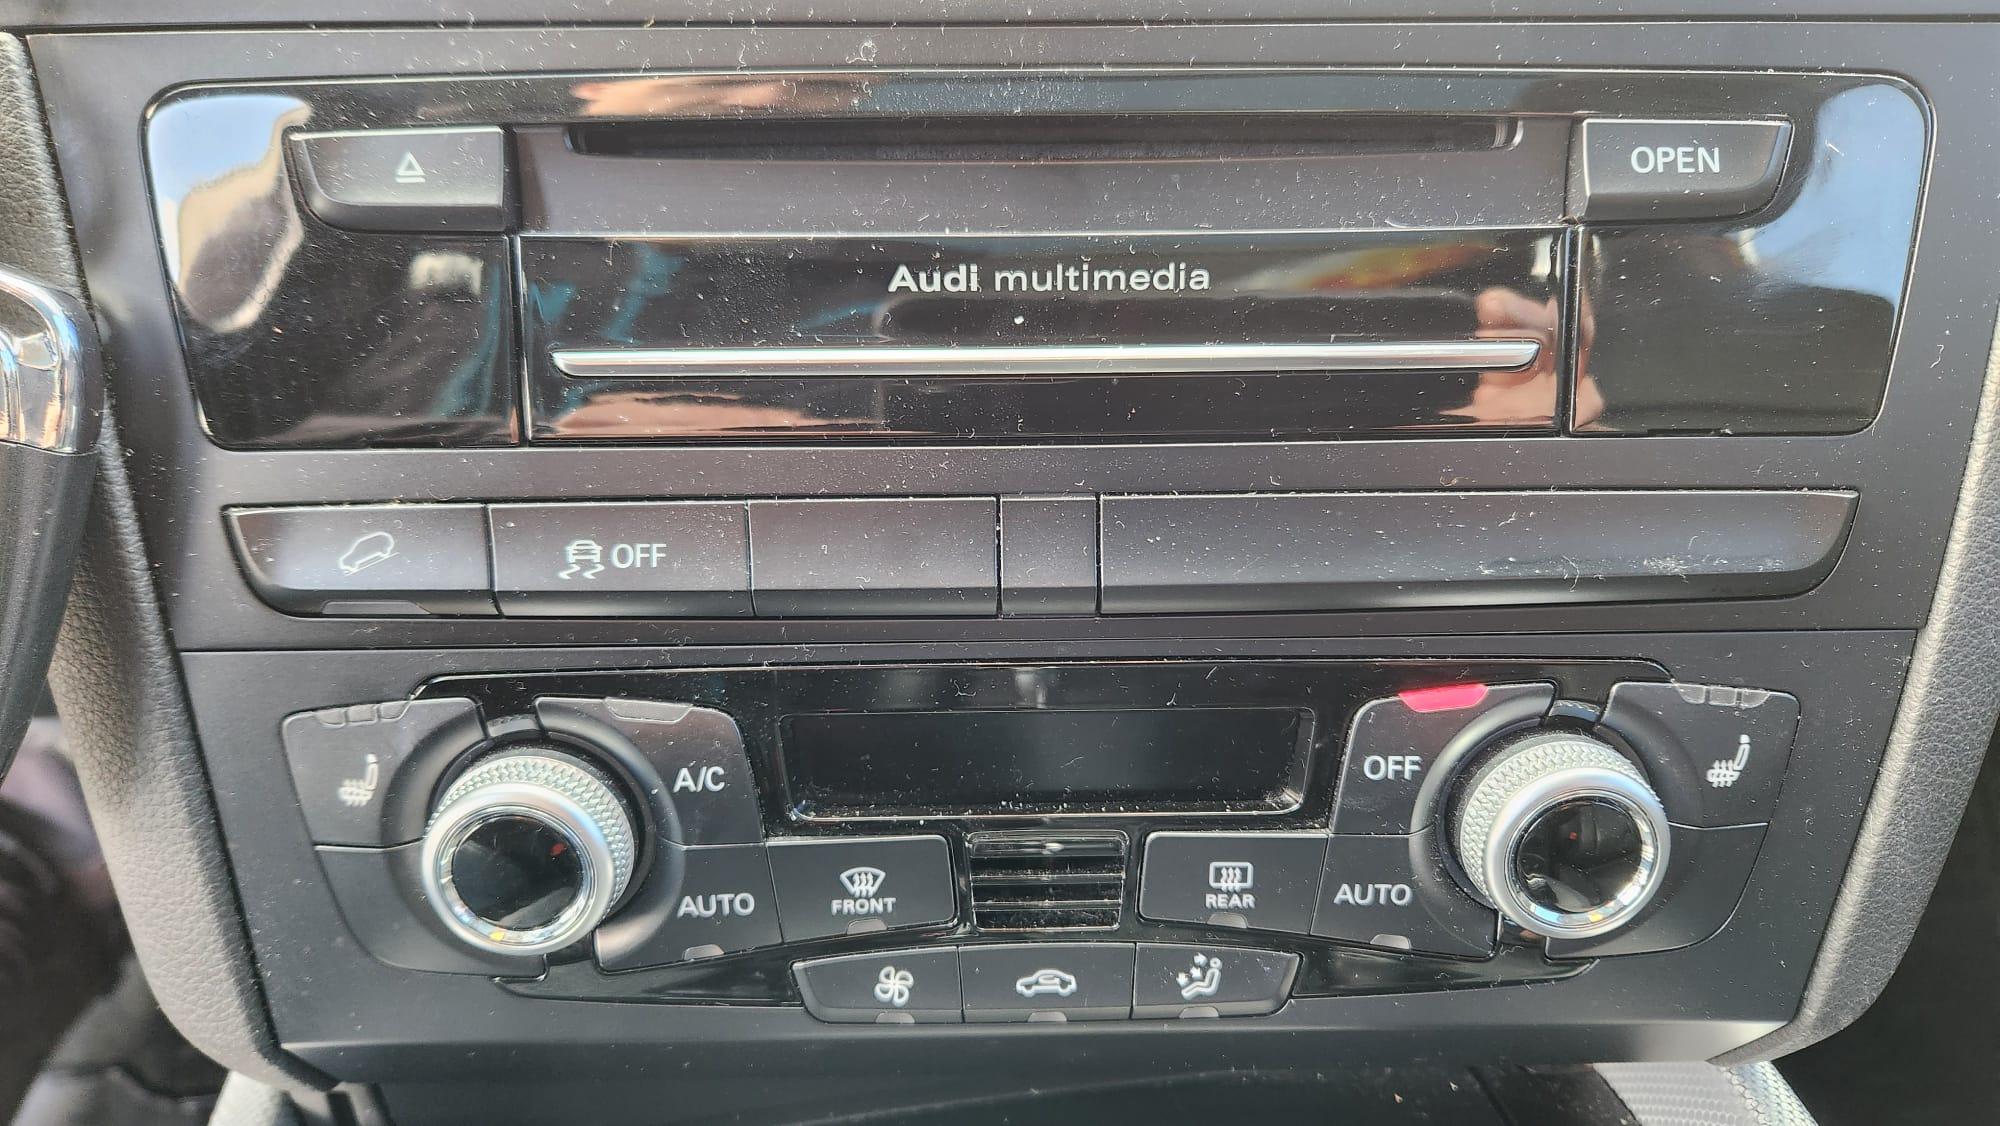 OPEN
Audi multimedia
OFF
A/C
OFF
AUTO
FRONT
REAR
AUTO